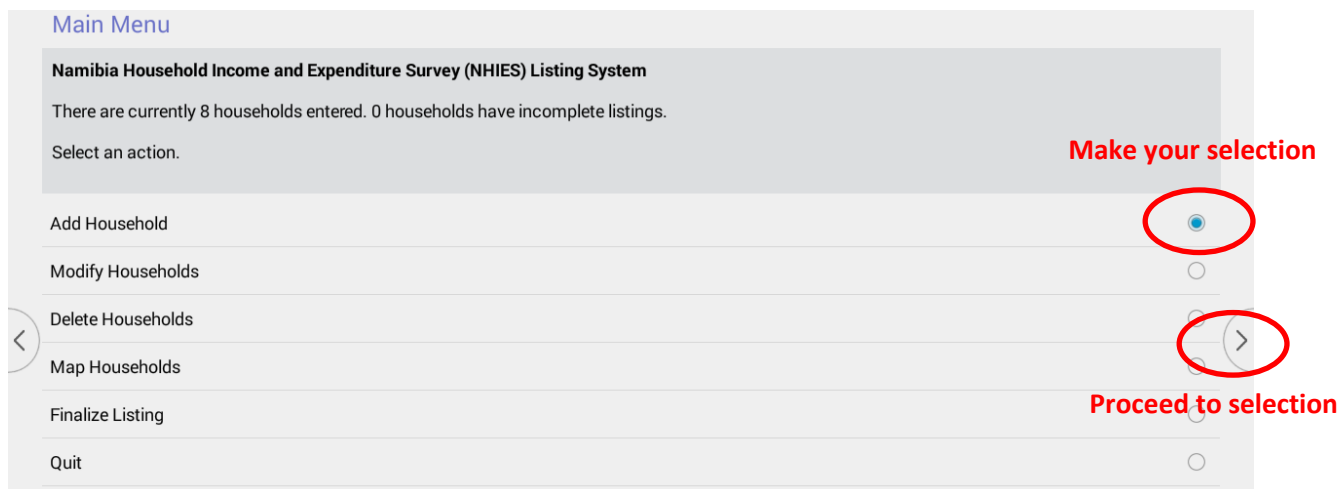 Main Menu
Namibia Household Income and Expenditure Survey (NHIES) Listing System
There are currently 8 households entered. 0 households have incomplete listings.
Select an action.
Make your selection
Add Household
Modify Households
Delete Households
Map Households
Proceed to selection
Finalize Listing
Quit